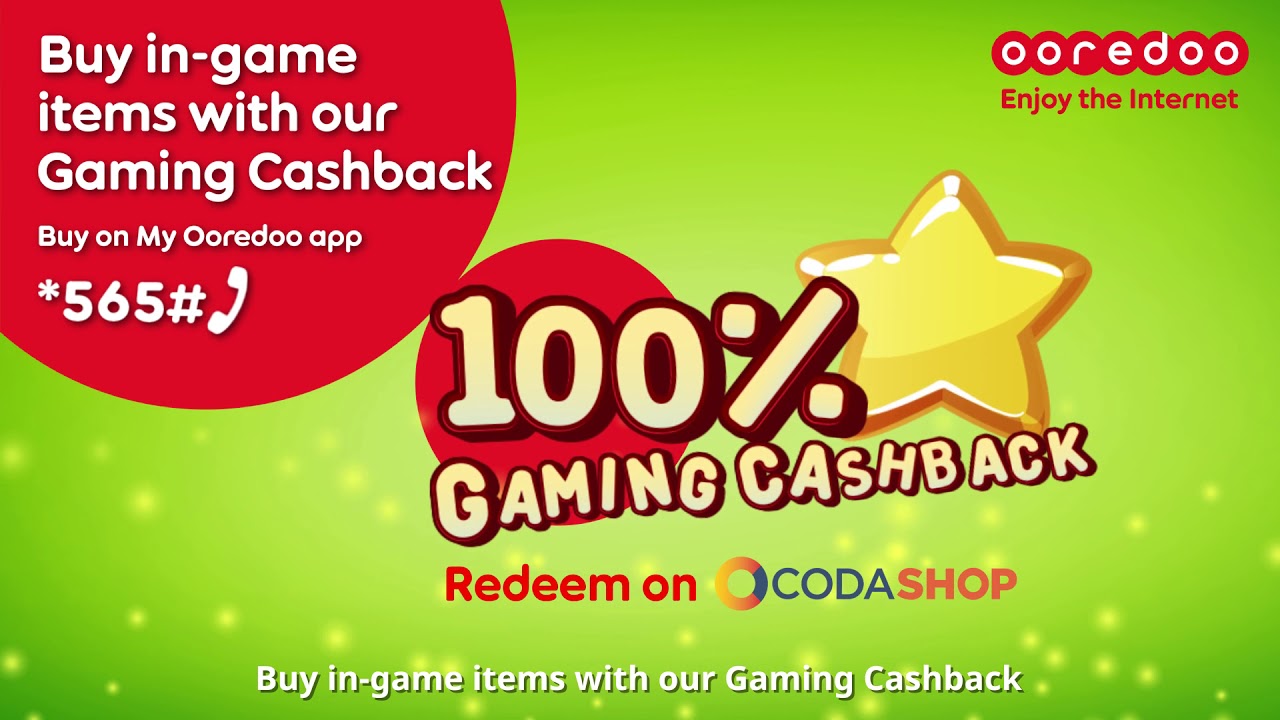 Buy in-game
items with our
Gaming Cashback
Buy on My Ooredoo app
*565#
ooredoo
Enjoy the Internet
100%
GAMING CASHBACK
Redeem on CODASHOP
Buy in-game items with our Gaming Cashback